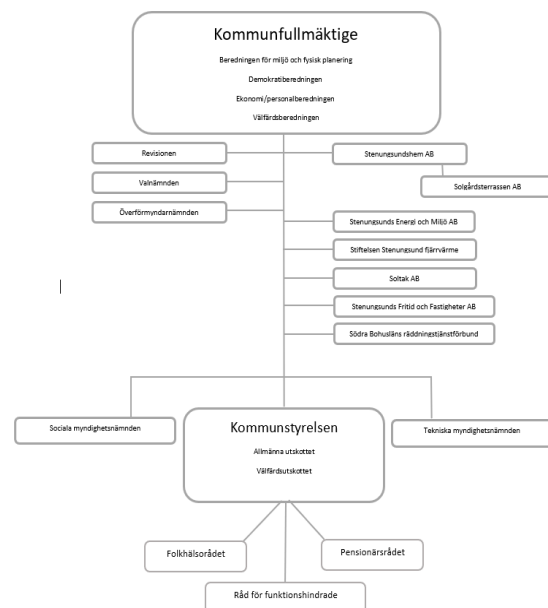 Kommunfullmäktige
Beredningen för miljö och fysisk planering
Demokratiberedningen
Ekonomi/personalberedningen
Välfärdsberedningen
Revisionen
Stenungsundshem AB
Valnämnden
Solgårdsterrassen AB
Överförmyndarnämnden
Stenungsunds Energi och Miljö AB
Stiftelsen Stenungsund fjärrvärme
Soltak AB
Stenungsunds Fritid och Fastigheter AB
Södra Bohusläns räddningstjänstförbund
Sociala myndighetsnämnden
Kommunstyrelsen
Allmänna utskottet
Välfärdsutskottet
Tekniska myndighetsnämnden
Folkhälsorådet
Pensionärsrådet
Råd för funktionshindrade